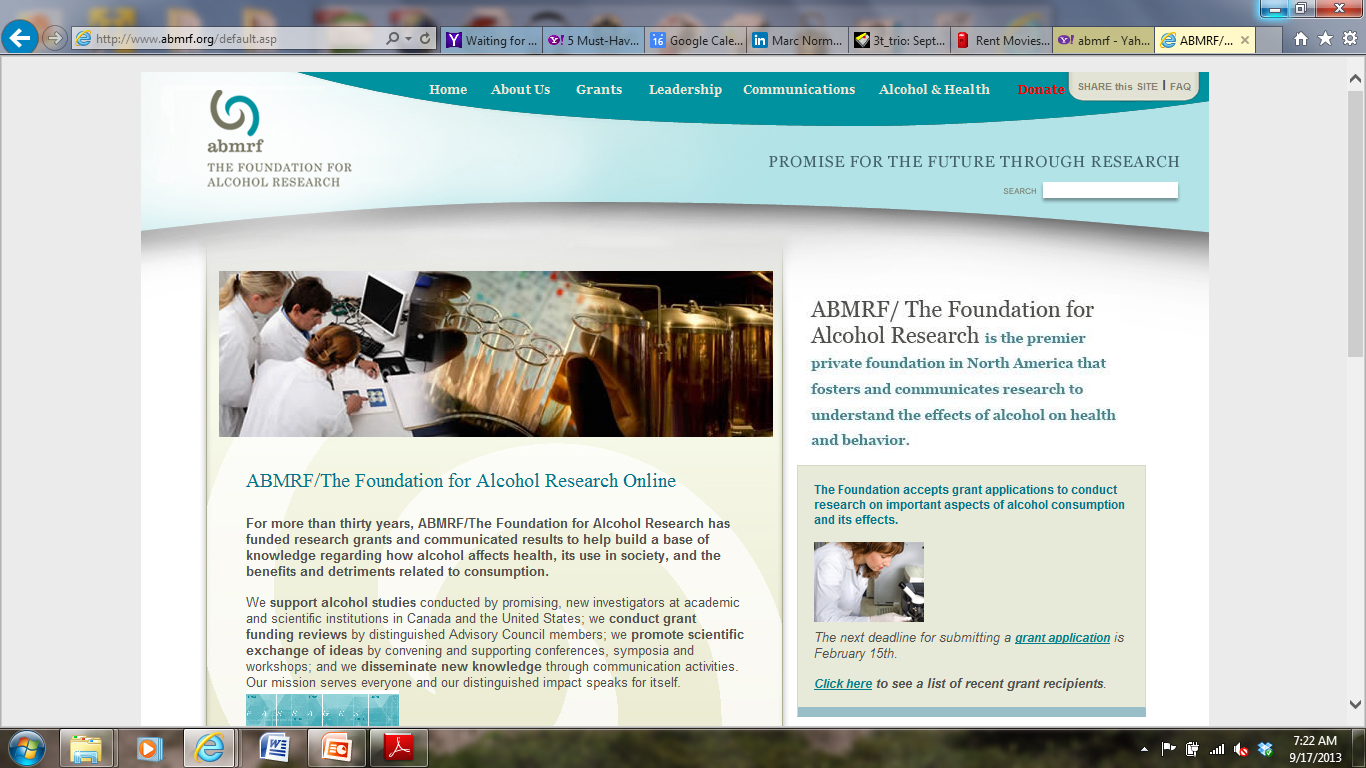 http://www.abmrf.org/default.asp
Waiting for ...
5 Must-Hav...
Google Cale...
Marc Norm...
3t_trio: Sept...
Rent Movies...
abmrf - Yah...
ABMRF/...
Home About Us Grants Leadership Communications Alcohol & Health Donate
SHARE this SITE | FAQ
abmrf
THE FOUNDATION FOR
ALCOHOL RESEARCH
PROMISE FOR THE FUTURE THROUGH RESEARCH
SEARCH
ABMRF/The Foundation for Alcohol Research Online
For more than thirty years, ABMRF/The Foundation for Alcohol Research has
funded research grants and communicated results to help build a base of
knowledge regarding how alcohol affects health, its use in society, and the
benefits and detriments related to consumption.
We support alcohol studies conducted by promising, new investigators at academic
and scientific institutions in Canada and the United States; we conduct grant
funding reviews by distinguished Advisory Council members; we promote scientific
exchange of ideas by convening and supporting conferences, symposia and
workshops; and we disseminate new knowledge through communication activities.
Our mission serves everyone and our distinguished impact speaks for itself.
ABMRF/ The Foundation for
Alcohol Research is the premier
private foundation in North America that
fosters and communicates research to
understand the effects of alcohol on health
and behavior.
The Foundation accepts grant applications to conduct
research on important aspects of alcohol consumption
and its effects.
The next deadline for submitting a grant application is
February 15th.
Click here to see a list of recent grant recipients.
7:22 AM
9/17/2013